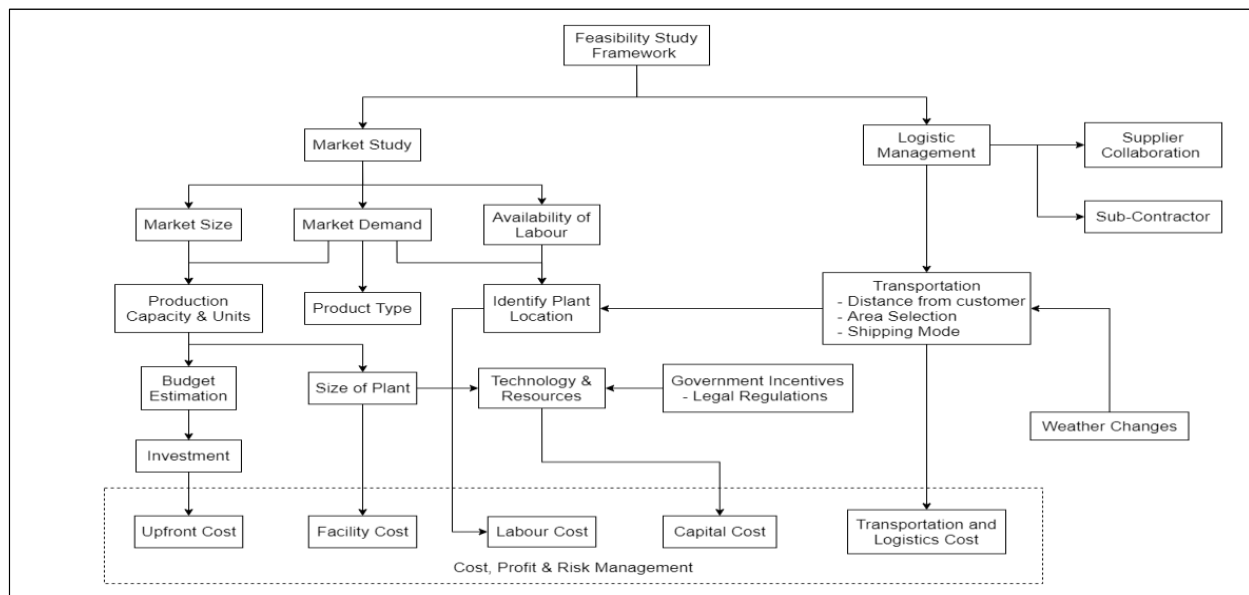 Feasibility Study
Framework
Market Study
Logistic
Management
Supplier
Collaboration
Market Size
Market Demand
Availability of
Labour
Sub-Contractor
Production
Capacity & Units
Product Type
Identify Plant
Location
Transportation
- Distance from customer
- Area Selection
- Shipping Mode
Budget
Estimation
Size of Plant
Technology &
Resources
Government Incentives
- Legal Regulations
Weather Changes
Investment
Upfront Cost
Facility Cost
Labour Cost
Capital Cost
Transportation and
Logistics Cost
Cost, Profit & Risk Management